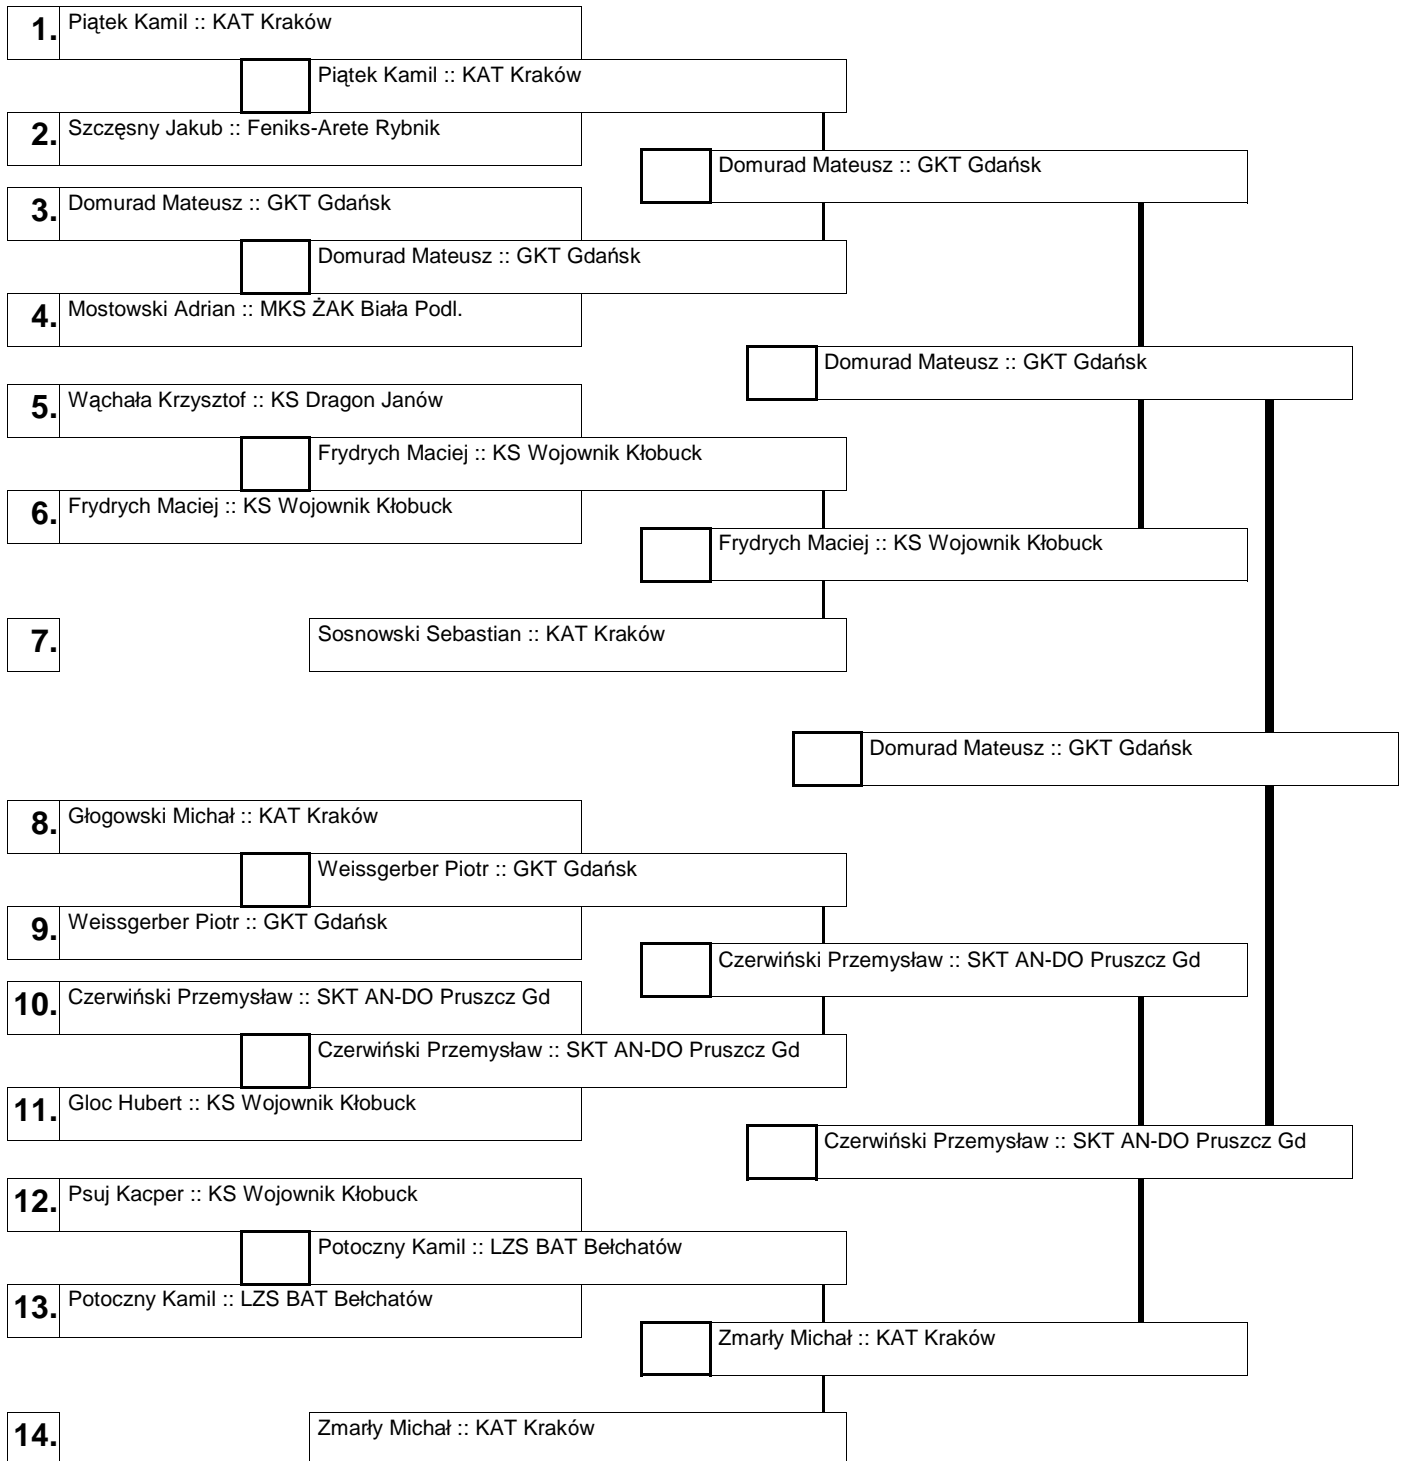 1. Piątek Kamil :: KAT Kraków
Piątek Kamil :: KAT Kraków
2. Szczęsny Jakub :: Feniks-Arete Rybnik
Domurad Mateusz :: GKT Gdańsk
3. Domurad Mateusz :: GKT Gdańsk
Domurad Mateusz :: GKT Gdańsk
4. Mostowski Adrian :: MKS ŻAK Biała Podl.
Domurad Mateusz :: GKT Gdańsk
5. Wąchała Krzysztof :: KS Dragon Janów
Frydrych Maciej :: KS Wojownik Kłobuck
6. Frydrych Maciej :: KS Wojownik Kłobuck
Frydrych Maciej :: KS Wojownik Kłobuck
7. Sosnowski Sebastian :: KAT Kraków
Domurad Mateusz :: GKT Gdańsk
8. Głogowski Michał :: KAT Kraków
Weissgerber Piotr :: GKT Gdańsk
9. Weissgerber Piotr :: GKT Gdańsk
Czerwiński Przemysław :: SKT AN-DO Pruszcz Gd
10. Czerwiński Przemysław :: SKT AN-DO Pruszcz Gd
Czerwiński Przemysław :: SKT AN-DO Pruszcz Gd
11. Gloc Hubert :: KS Wojownik Kłobuck
Czerwiński Przemysław :: SKT AN-DO Pruszcz Gd
12. Psuj Kacper :: KS Wojownik Kłobuck
Potoczny Kamil :: LZS BAT Bełchatów
13. Potoczny Kamil :: LZS BAT Bełchatów
Zmarły Michał :: KAT Kraków
14. Zmarły Michał :: KAT Kraków